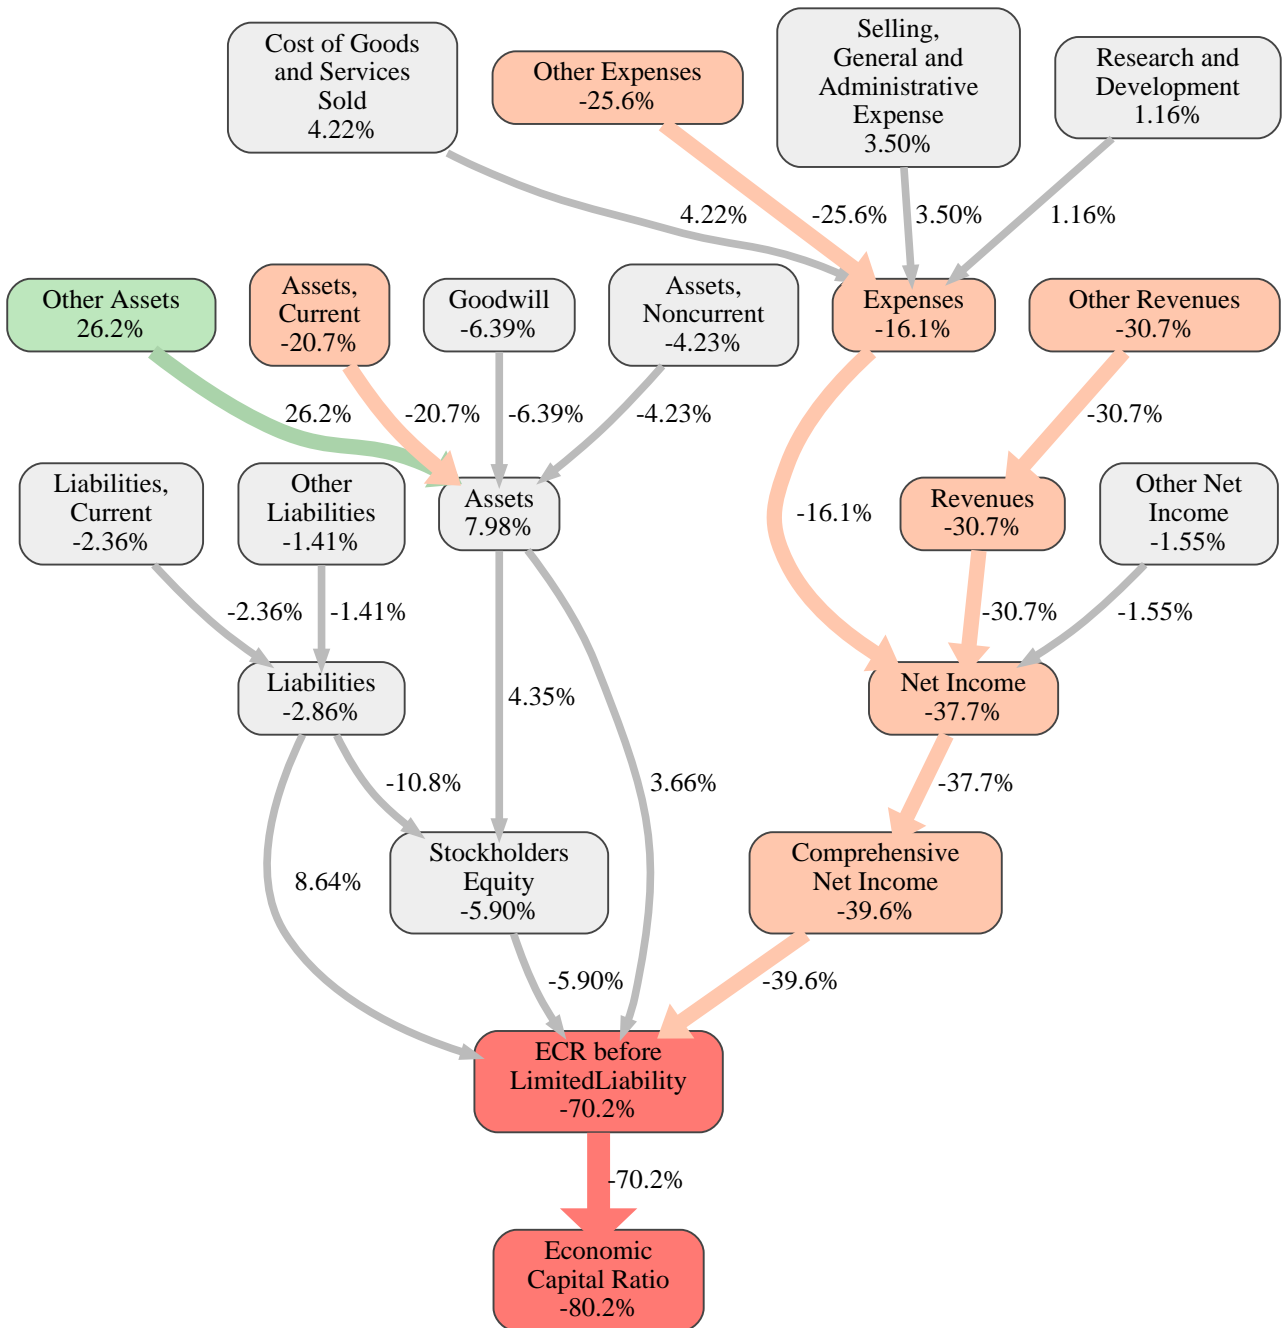 Cost of Goods
and Services
Sold
4.22%
Other Expenses
-25.6%
Selling,
General and
Administrative
Expense
3.50%
Research and
Development
1.16%
4.22%
-25.6%
3.50%
1.16%
Other Assets
26.2%
Assets,
Current
-20.7%
Goodwill
-6.39%
Assets,
Noncurrent
-4.23%
Expenses
-16.1%
Other Revenues
-30.7%
26.2%
-20.7%
-6.39%
-4.23%
-30.7%
Liabilities,
Current
-2.36%
Other
Liabilities
-1.41%
Assets
7.98%
-16.1%
Revenues
-30.7%
Other Net
Income
-1.55%
-2.36%
-1.41%
-30.7%
-1.55%
Liabilities
-2.86%
4.35%
Net Income
-37.7%
-10.8%
3.66%
-37.7%
8.64%
Stockholders
Equity
-5.90%
Comprehensive
Net Income
-39.6%
-5.90%
-39.6%
ECR before
LimitedLiability
-70.2%
-70.2%
Economic
Capital Ratio
-80.2%